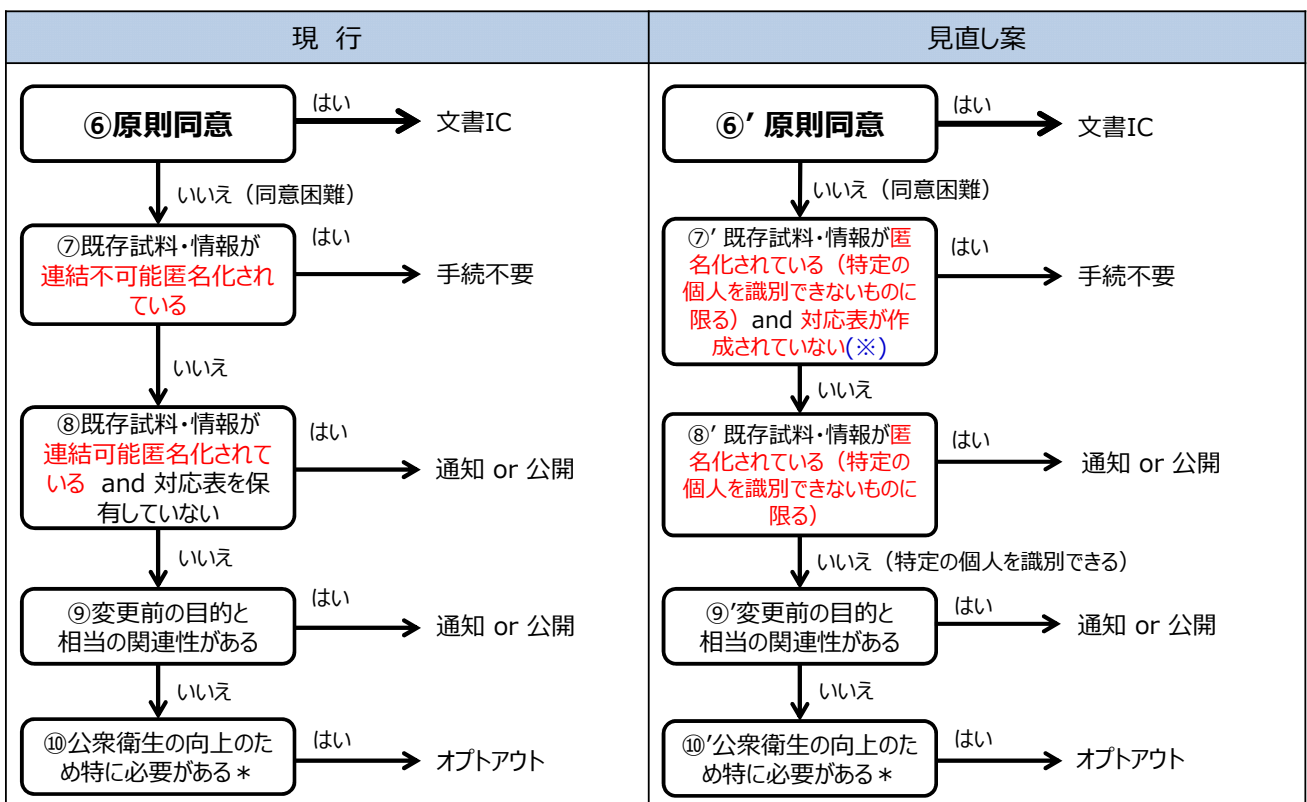 現 行
⑥原則同意
はい
文書IC
いいえ（同意困難）
⑦既存試料・情報が
連結不可能匿名化され
ている
はい
手続不要
いいえ
⑧既存試料・情報が
連結可能匿名化されて
いる and 対応表を保
有していない
はい
通知 or 公開
いいえ
⑨変更前の目的と
相当の関連性がある
はい
通知 or 公開
いいえ
⑩公衆衛生の向上のた
め特に必要がある＊
はい
オプトアウト
見直し案
⑥′ 原則同意
はい
文書IC
いいえ（同意困難）
⑦′ 既存試料・情報が匿
名化されている（特定の
個人を識別できないものに
限る）and 対応表が作
成されていない(※)
はい
手続不要
いいえ
⑧′ 既存試料・情報が匿
名化されている（特定の
個人を識別できないものに
限る）
はい
通知 or 公開
いいえ（特定の個人を識別できる）
⑨′変更前の目的と
相当の関連性がある
はい
通知 or 公開
いいえ
⑩′公衆衛生の向上のた
め特に必要がある＊
はい
オプトアウト